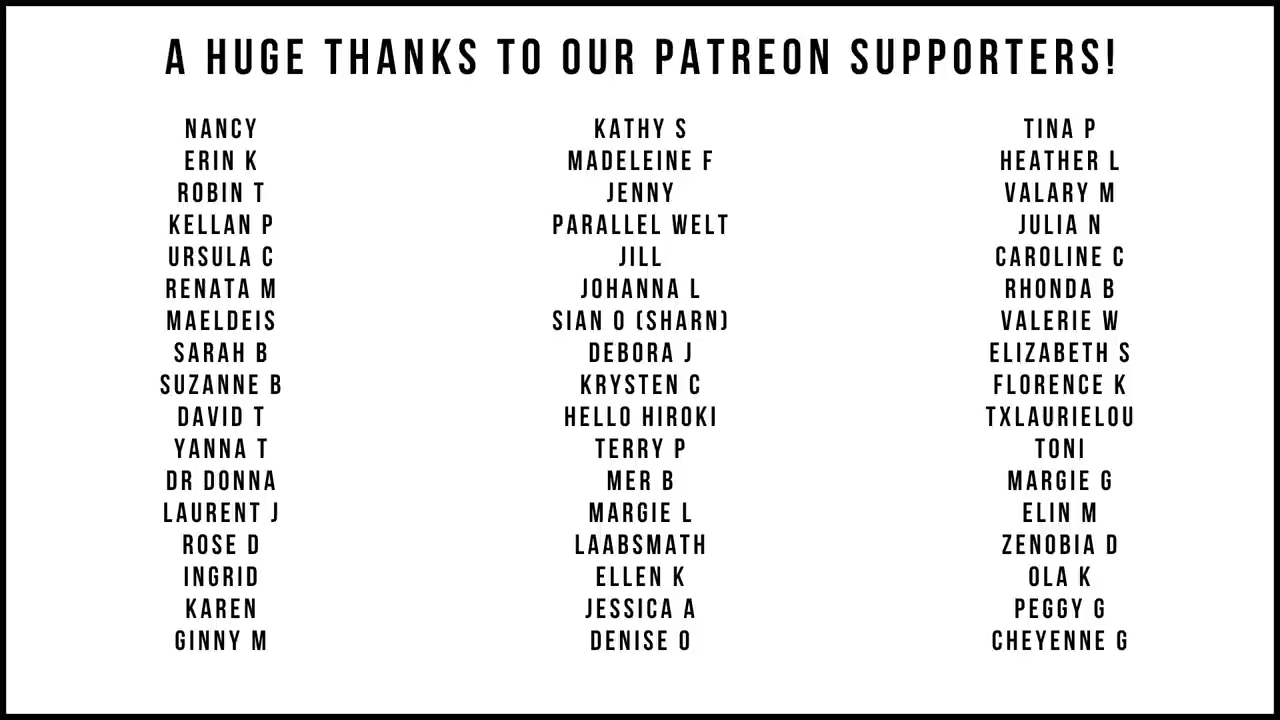 A HUGE THANKS TO OUR PATREON SUPPORTERS!
NANCY
ERIN K
ROBIN T
KELLAN P
URSULA C
RENATA M
MAELDEIS
SARAH B
SUZANNE B
DAVID T
YANNA T
DR DONNA
LAURENT J
ROSE D
INGRID
KAREN
GINNY M
KATHY S
MADELEINE F
JENNY
PARALLEL WELT
JILL
JOHANNA L
SIAN O (SHARN)
DEBORA J
KRYSTEN C
HELLO HIROKI
TERRY P
MER B
MARGIE L
LAABSMATH
ELLEN K
JESSICA A
DENISE O
TINA P
HEATHER L
VALARY M
JULIA N
CAROLINE C
RHONDA B
VALERIE W
ELIZABETH S
FLORENCE K
TXLAURIELOU
TONI
MARGIE G
ELIN M
ZENOBIA D
OLA K
PEGGY G
CHEYENNE G